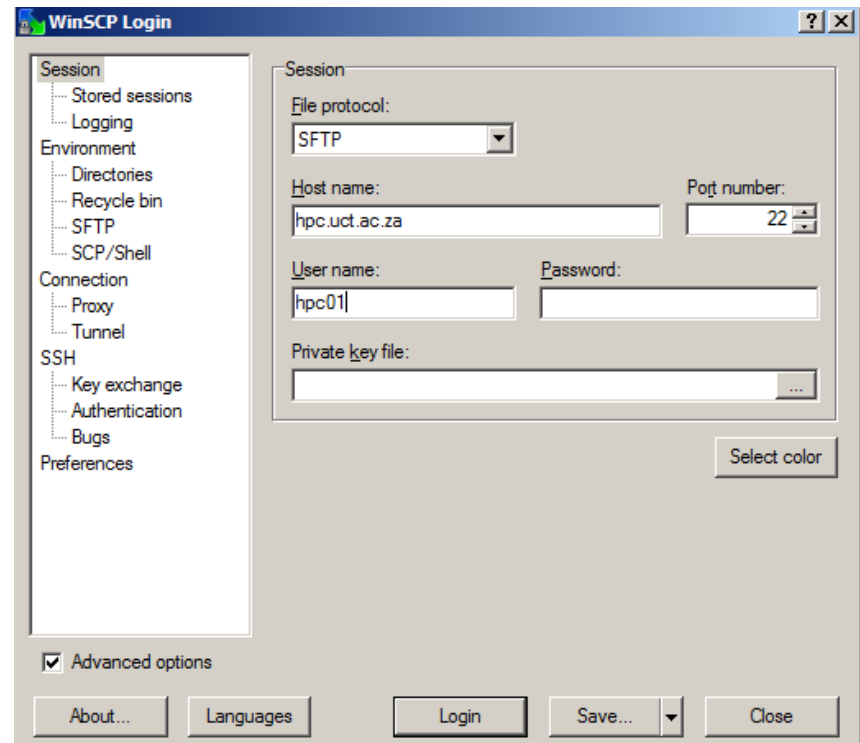 WinSCP Login
Session
Stored sessions
Logging
Environment
Directories
Recycle bin
SFTP
SCP/Shell
Connection
Proxy
Tunnel
SSH
Key exchange
Authentication
Bugs
Preferences
Session
File protocol:
SFTP
Host name:
Port number:
hpc.uct.ac.za
22
User name:
Password:
hpc01
Private key file:
...
Select color
Advanced options
About...
Languages
Login
Save...
Close